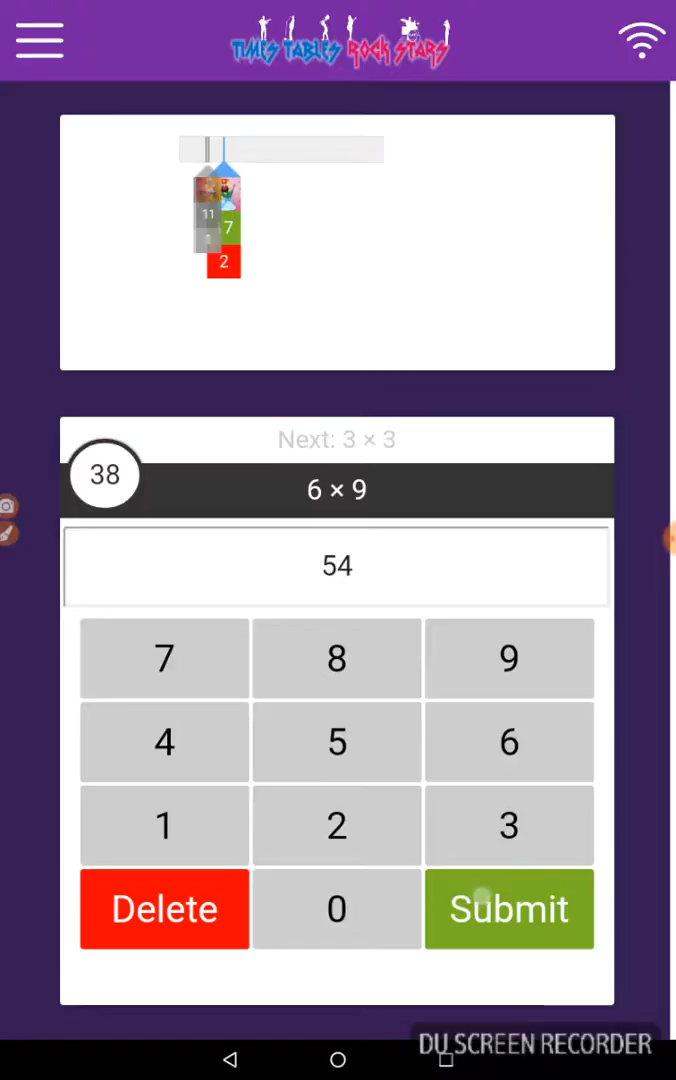 TIMES TABLES ROCK STARS
11
7
1
2
Next: 3 × 3
38
6 × 9
54
7 8 9
4 5 6
1 2 3
Delete 0 Submit
DU SCREEN RECORDER